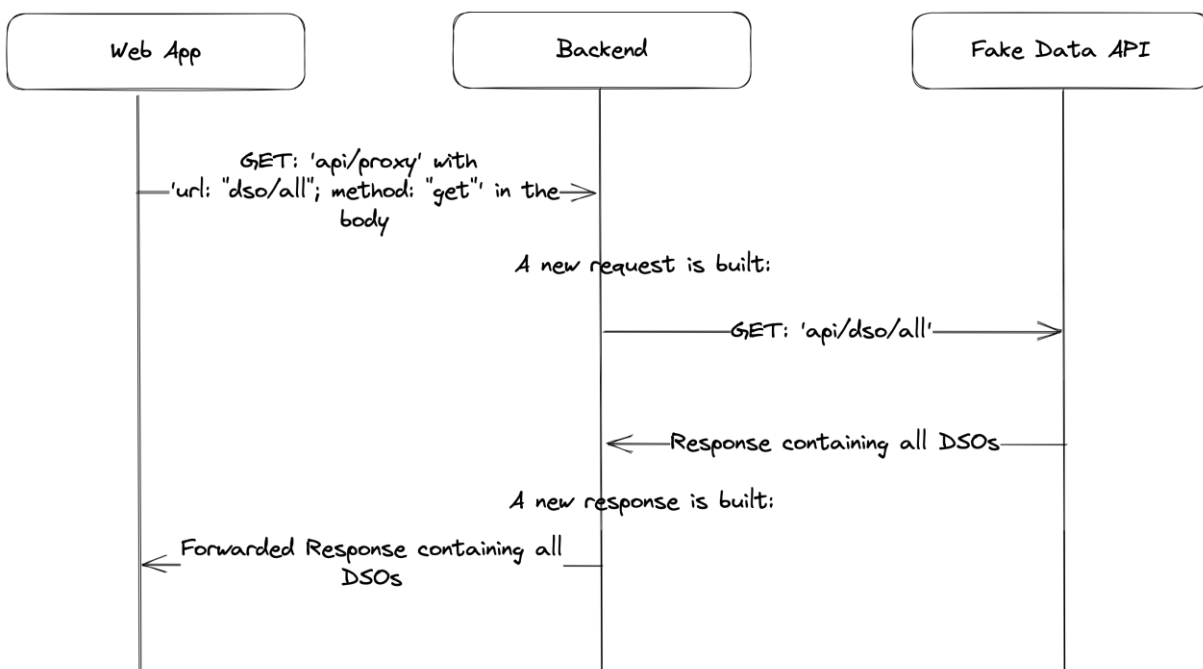 Web App
Backend
Fake Data API
GET: 'api/proxy' with
'url: "dso/all"; method: "get"' in the
body
A new request is built:
GET: 'api/dso/all'
Response containing all DSOs
A new response is built:
Forwarded Response containing all
DSOs